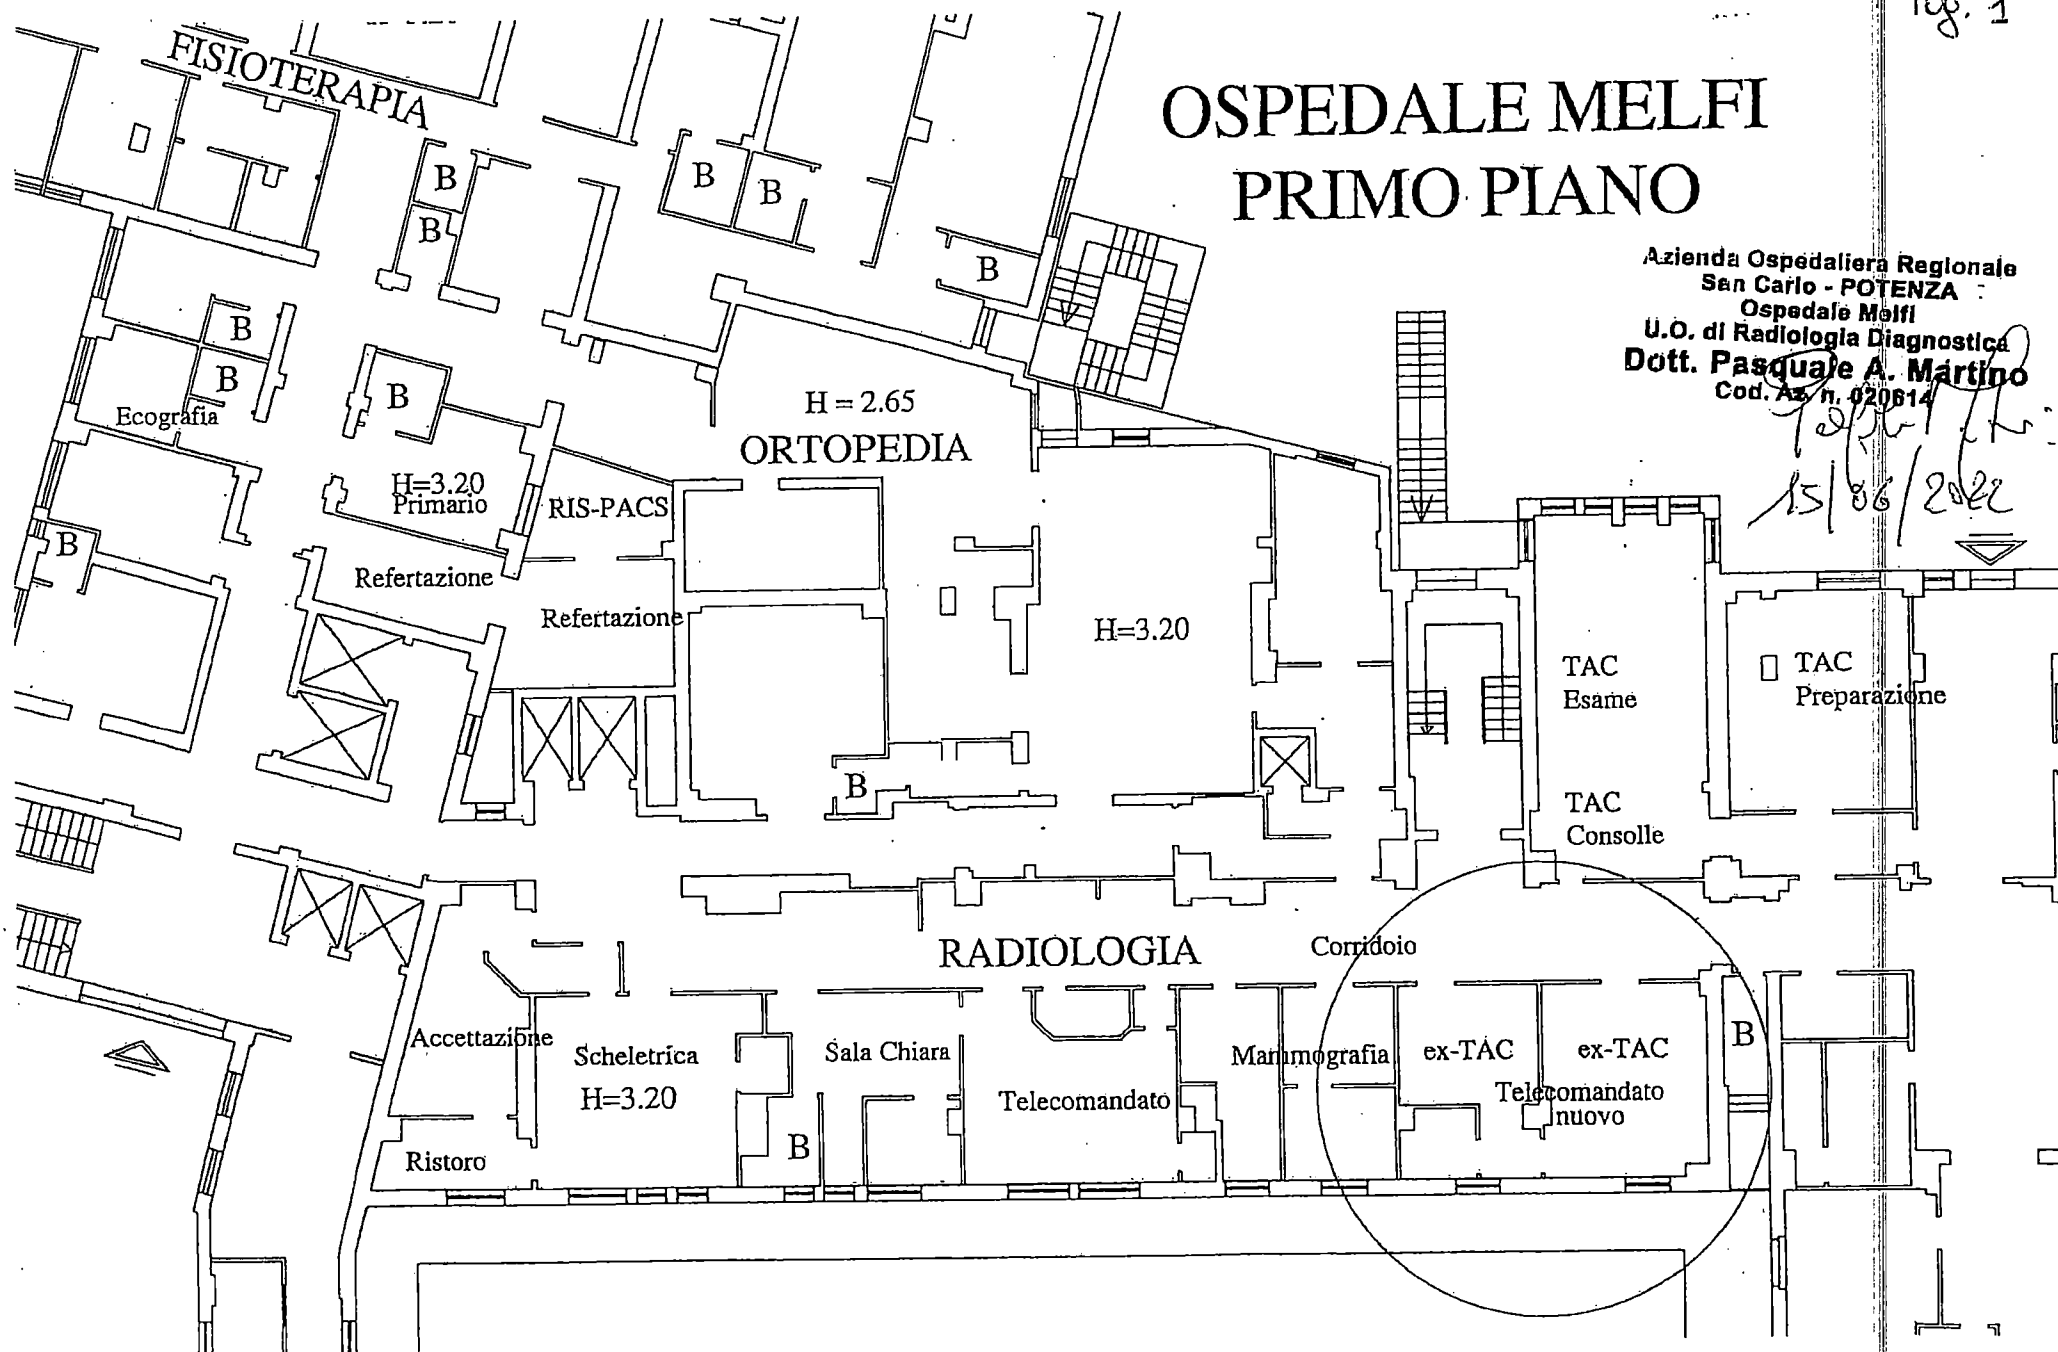 Pag. 1
FISIOTERAPIA
OSPEDALE MELFI
PRIMO PIANO
Azienda Ospedaliera Regionale
San Carlo - POTENZA
Ospedale Melfi
U.O. di Radiologia Diagnostica
Dott. Pasquale A. Martino
Cod. Az. n. 020614
15/06/2022
B
B
B
B
B
B
B
B
Ecografia
H = 2.65
ORTOPEDIA
H=3.20
Primario
RIS-PACS
B
Refertazione
Refertazione
H=3.20
TAC
Esame
TAC
Preparazione
B
TAC
Consolle
RADIOLOGIA
Corridoio
Accettazione
Scheletrica
H=3.20
Sala Chiara
Telecomandato
Mammografia
ex-TAC
ex-TAC
Telecomandato
nuovo
B
Ristoro
B